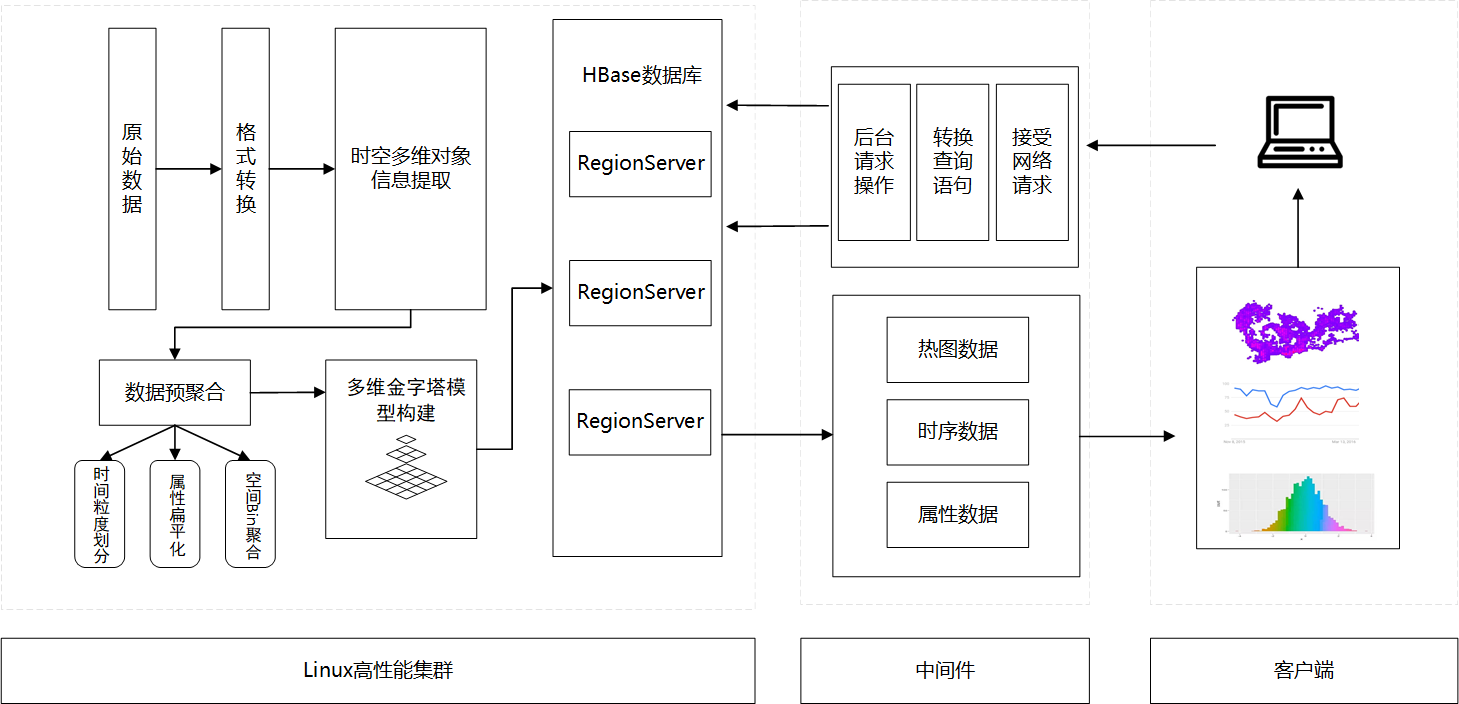 原始数据
格式转换
时空多维对象
信息提取
HBase数据库
RegionServer
RegionServer
RegionServer
数据预聚合
多维金字塔模
型构建
时间粒度划分
属性扁平化
空间Bin聚合
后台
请求
操作
转换
查询
语句
接受
网络
请求
热图数据
时序数据
属性数据
Linux高性能集群
中间件
客户端